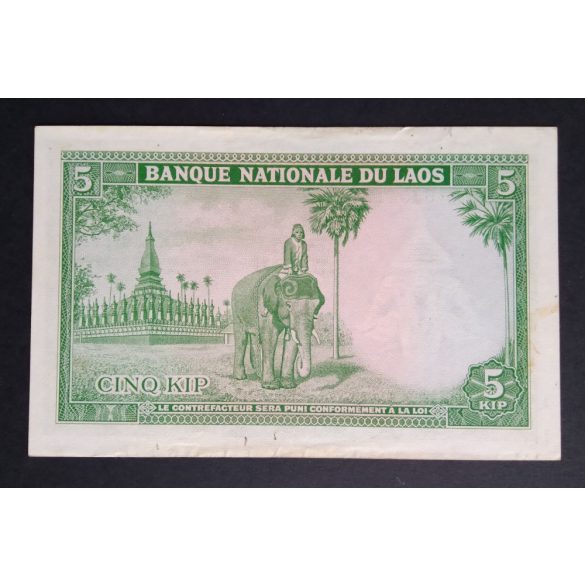 5 BANQUE NATIONALE DU LAOS 5
CINQ KIP
5
KIP
LE CONTREFACTEUR SERA PUNI CONFORMEMENT A LA LOI